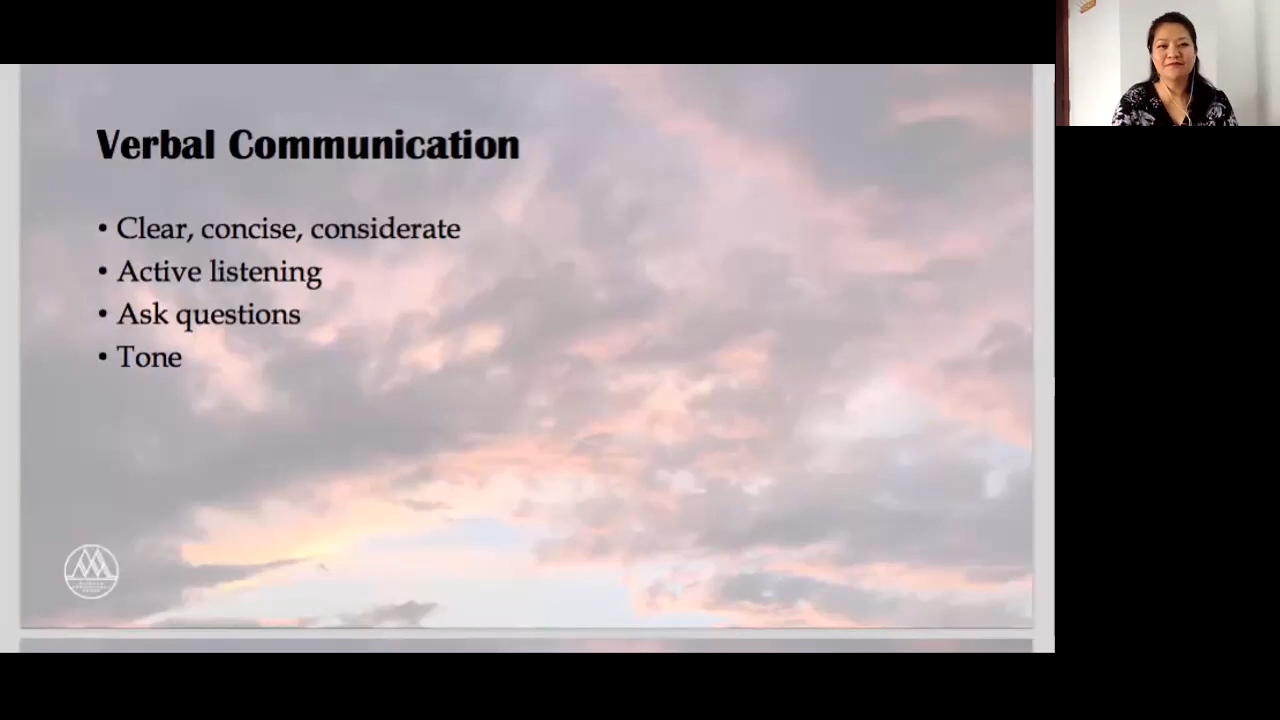 Verbal Communication
• Clear, concise, considerate
• Active listening
• Ask questions
• Tone